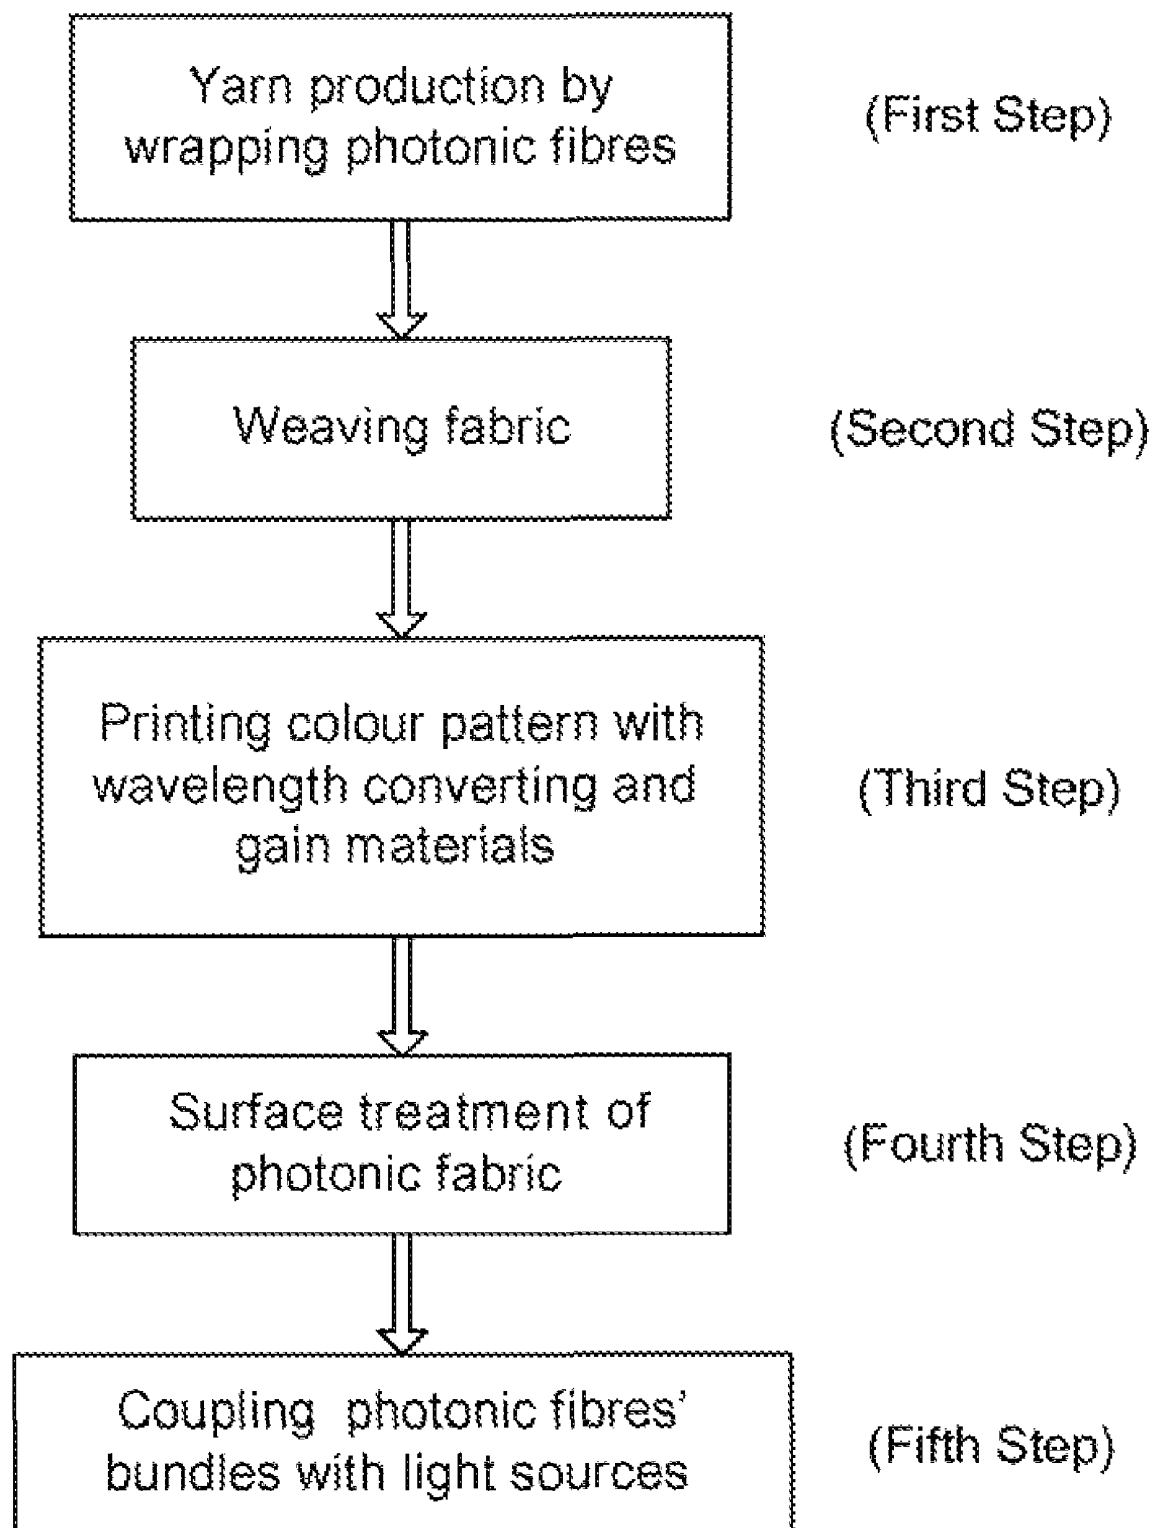 Yarn production by
wrapping photonic fibres
(First Step)
Weaving fabric
(Second Step)
Printing colour pattern with
wavelength converting and
gain materials
(Third Step)
Surface treatment of
photonic fabric
(Fourth Step)
Coupling photonic fibres'
bundles with light sources
(Fifth Step)